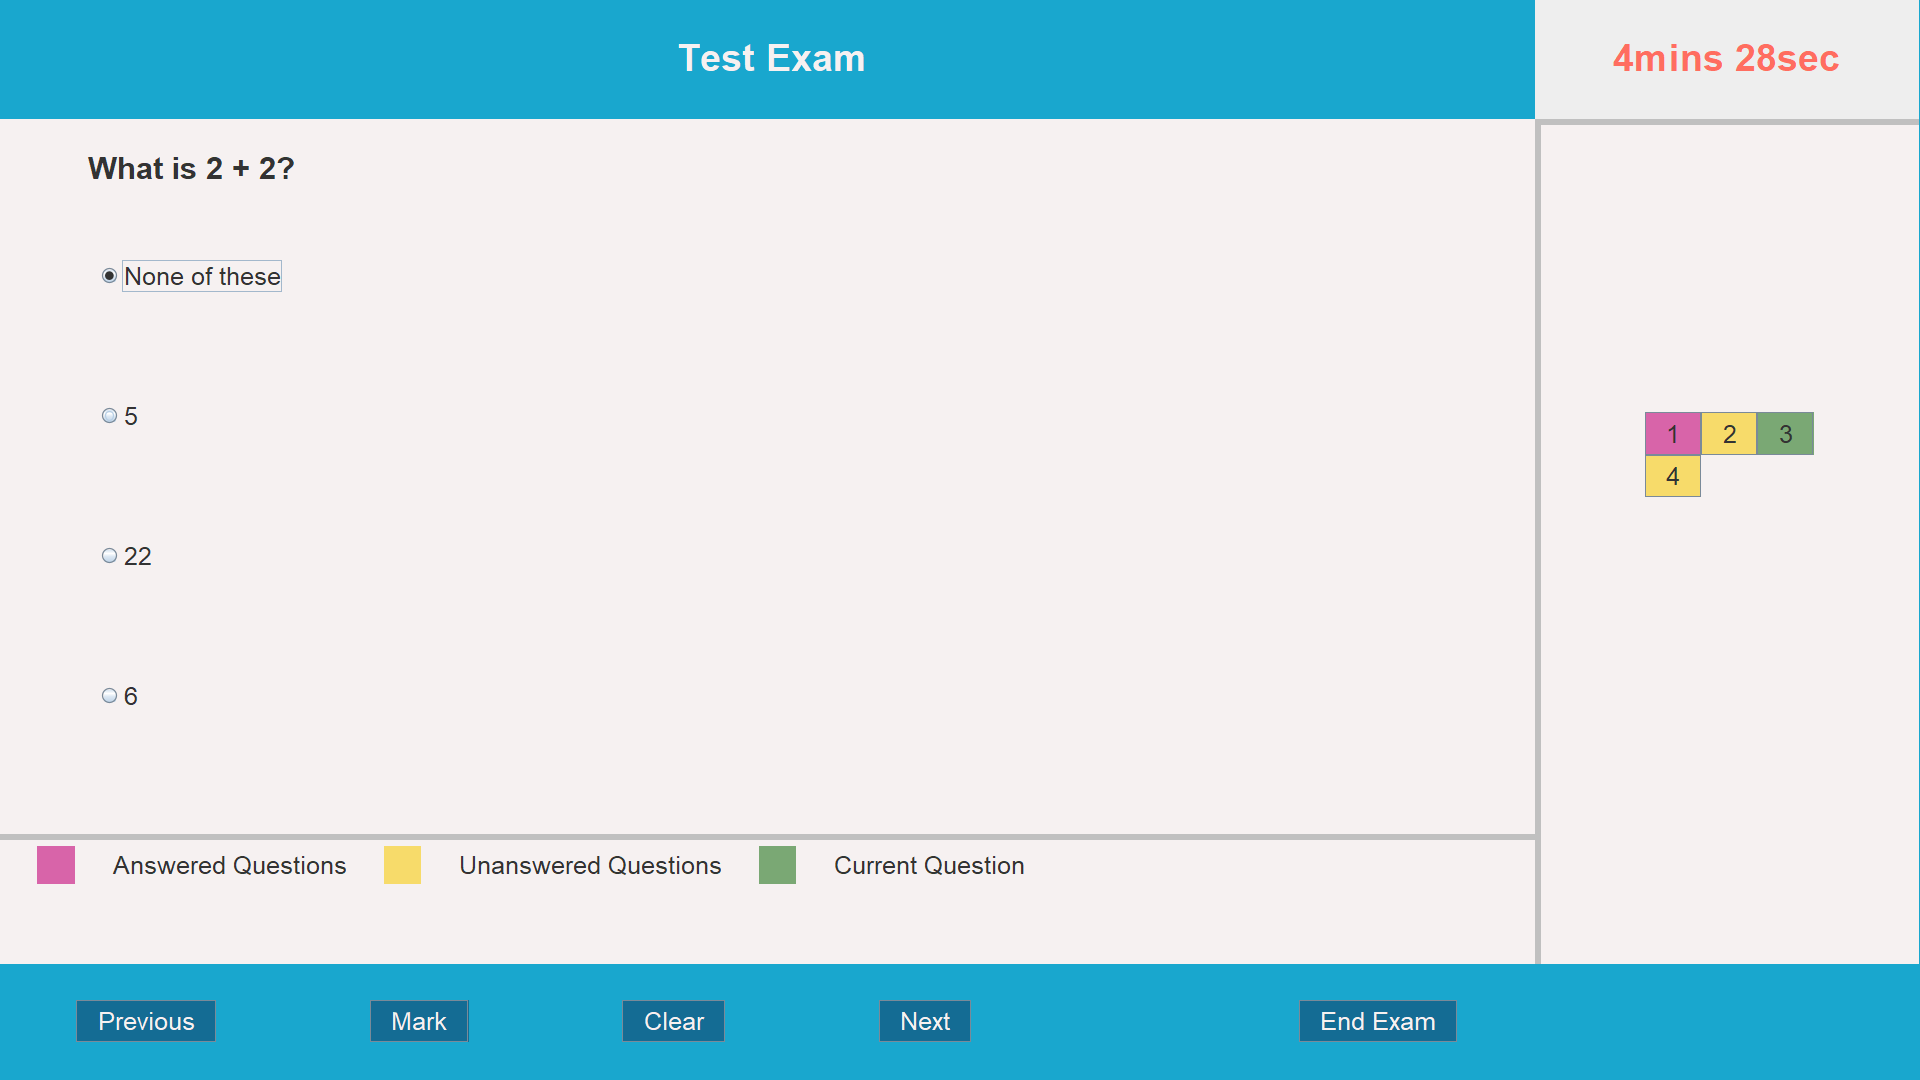 Test Exam
4mins 28sec
What is 2 + 2?
None of these
5
22
6
1 2 3
4
Answered Questions Unanswered Questions Current Question
Previous Mark Clear Next End Exam